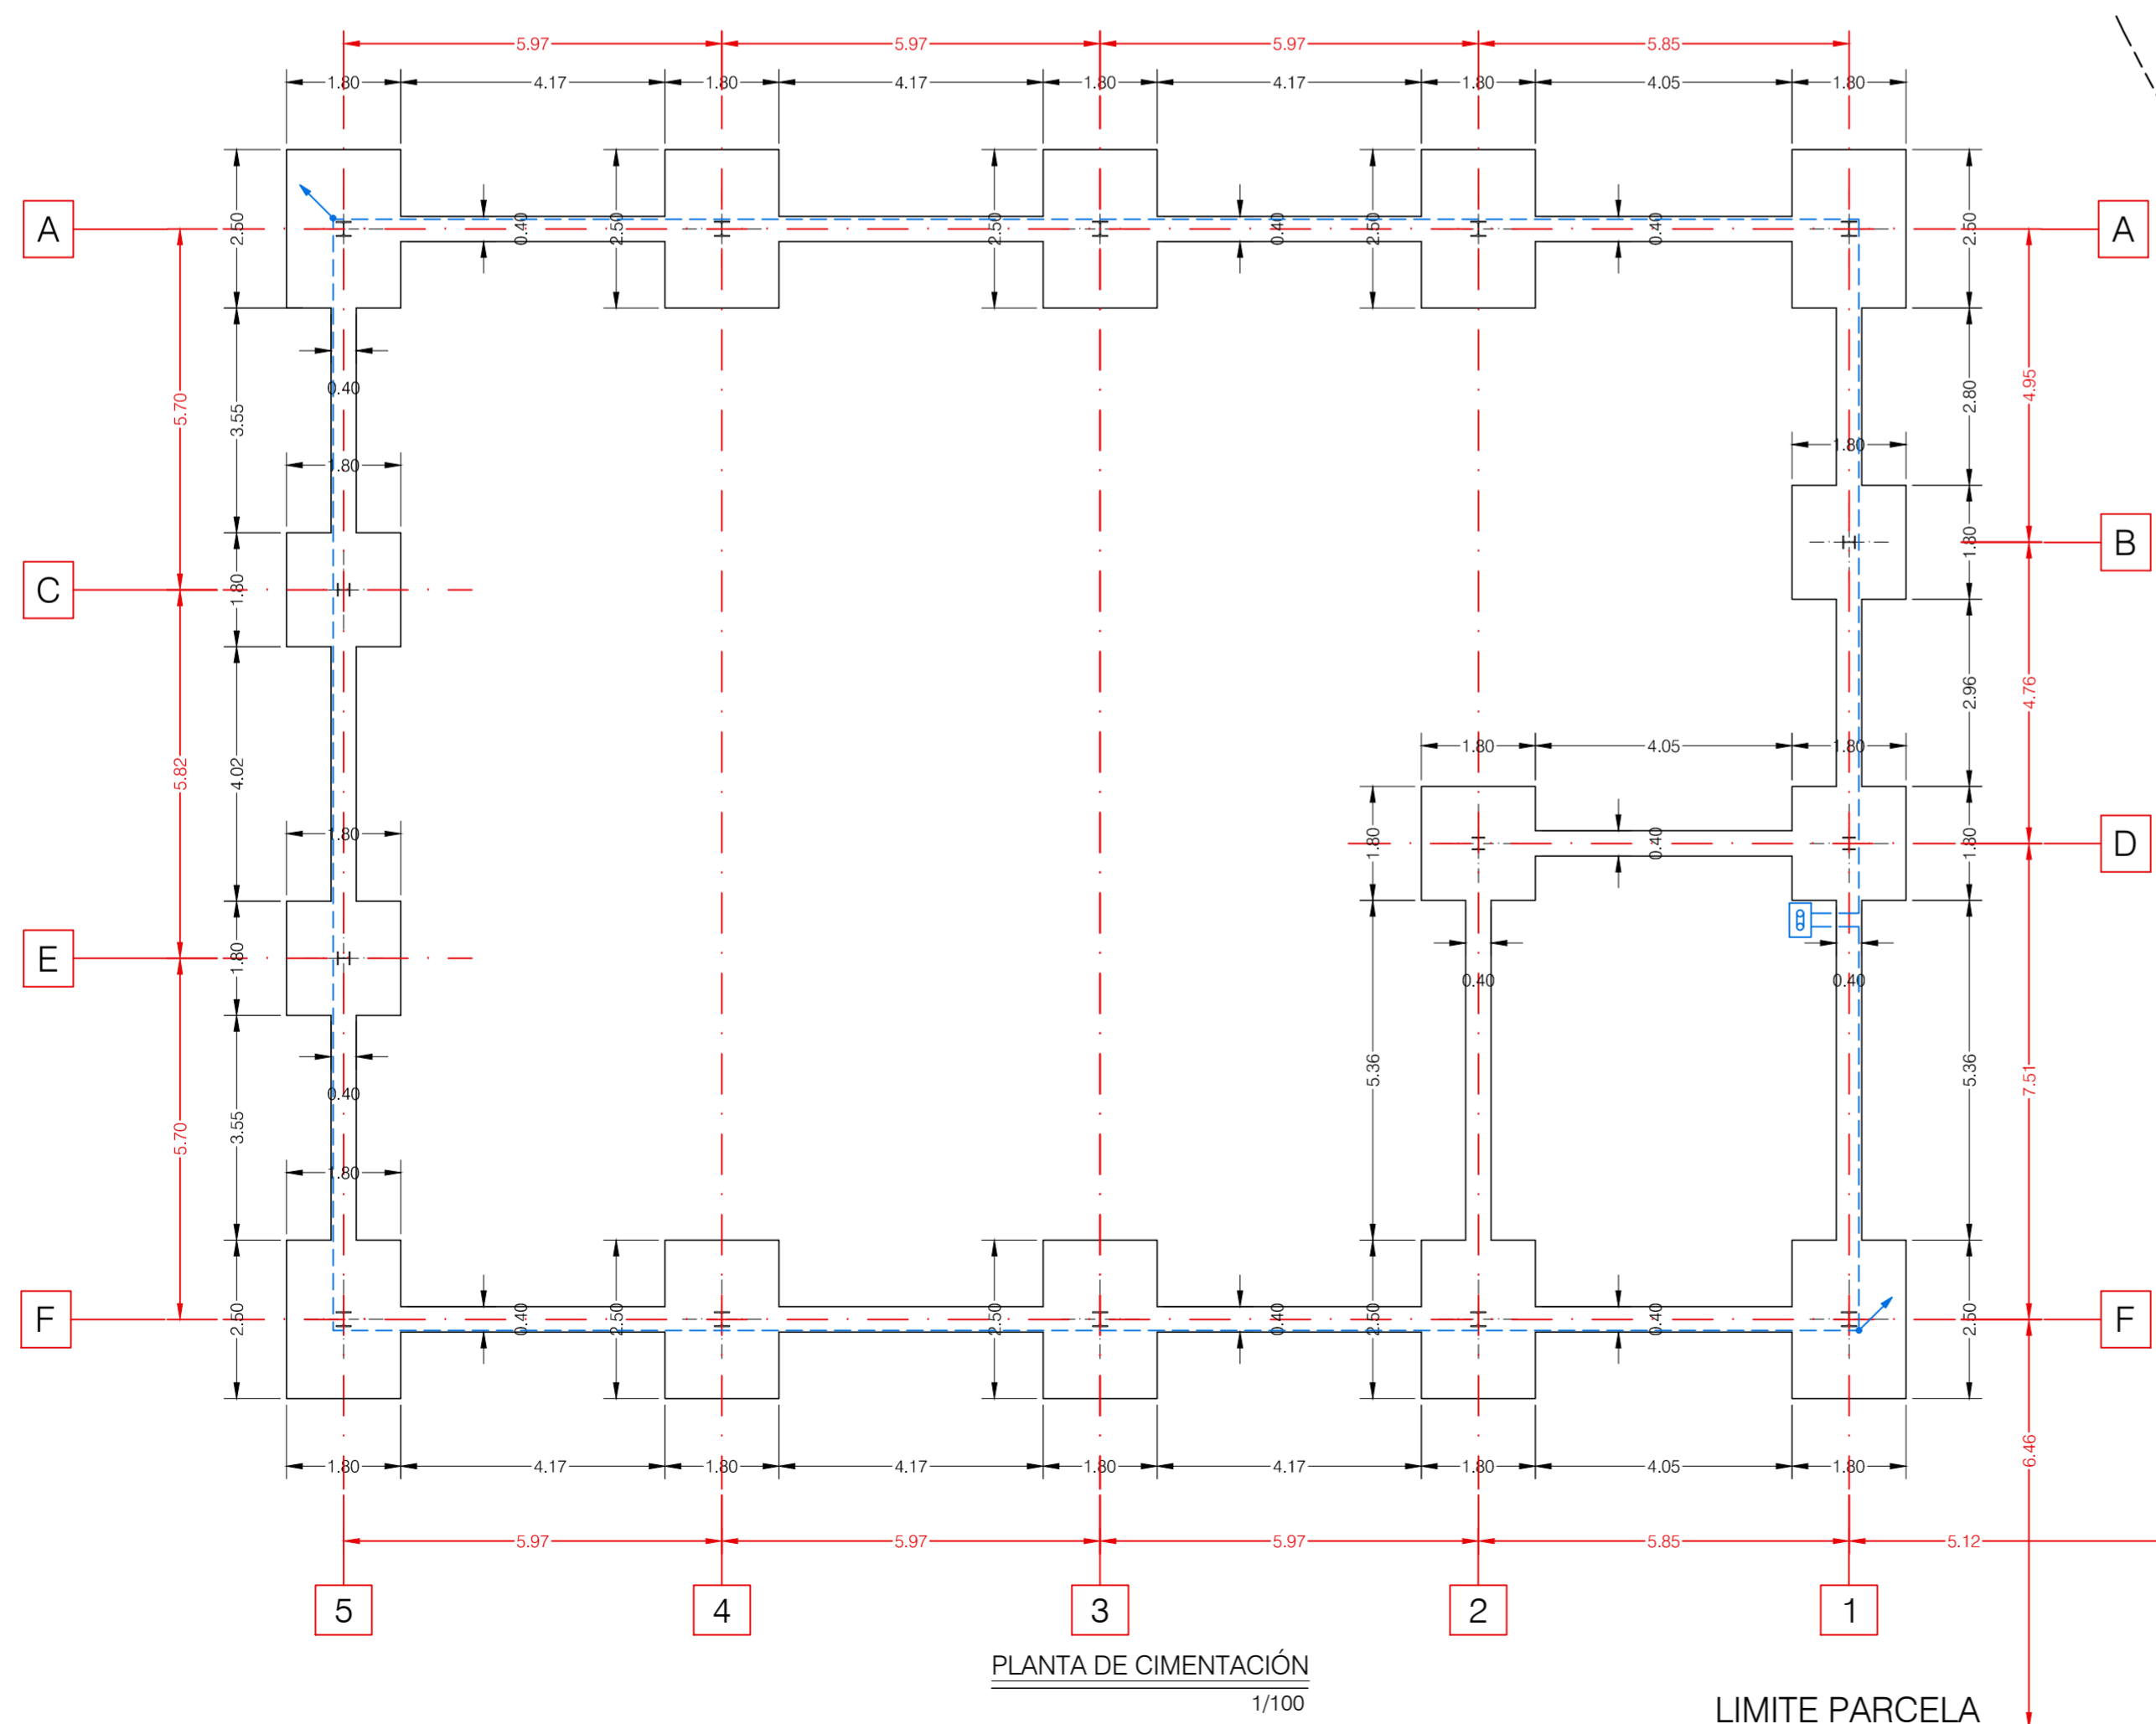 5.97 5.97 5.97 5.85
1.80 4.17 1.80 4.17 1.80 4.17 1.80 4.05 1.80
A 2.50 0.40 2.50 2.50 0.40 2.50 0.40 2.50 A
0.40
5.70 3.55 2.80 4.95
1.80 1.80
C 1.80 1.80 B
4.02 2.96 4.76
5.82
1.80 4.05 1.80
1.80 1.80 0.40 1.80 D
E 1.80 0.40 0.40
5.36 5.36 7.51
0.40
5.70 3.55
1.80
F 2.50 0.40 2.50 2.50 0.40 2.50 0.40 2.50 F
6.46
1.80 4.17 1.80 4.17 1.80 4.17 1.80 4.05 1.80
5.97 5.97 5.97 5.85 5.12
5 4 3 2 1
PLANTA DE CIMENTACIÓN
1/100
LIMITE PARCELA